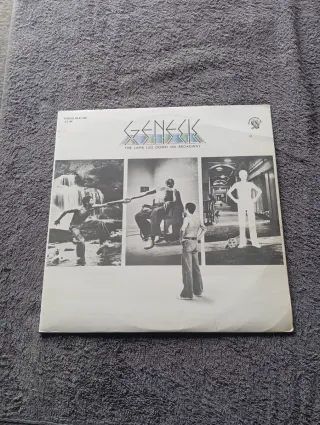 GENESIS
THE LAMB LIES DOWN ON BROADWAY